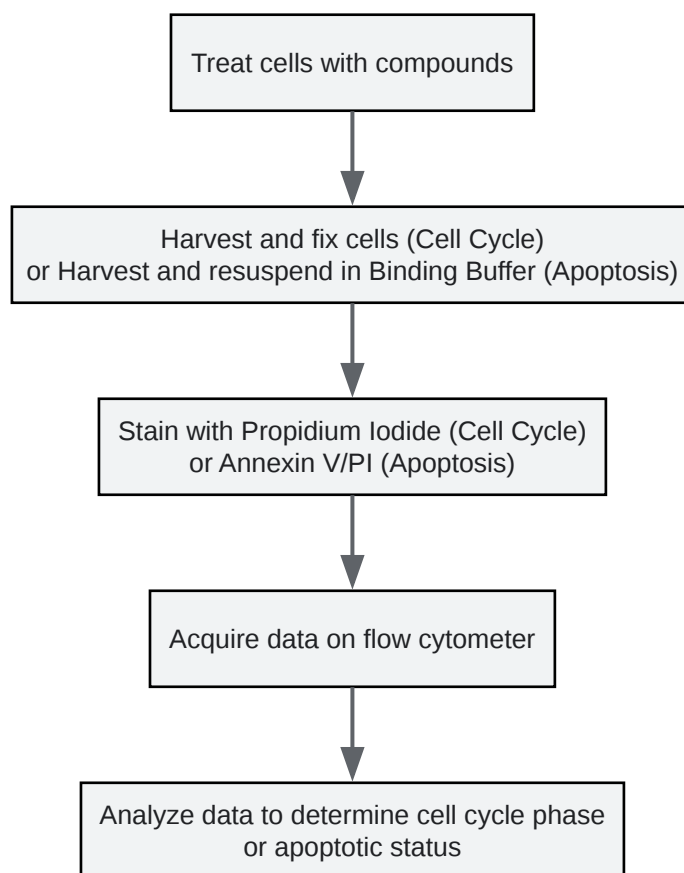 Treat cells with compounds
Harvest and fix cells (Cell Cycle)
or Harvest and resuspend in Binding Buffer (Apoptosis)
Stain with Propidium Iodide (Cell Cycle)
or Annexin V/PI (Apoptosis)
Acquire data on flow cytometer
Analyze data to determine cell cycle phase
or apoptotic status